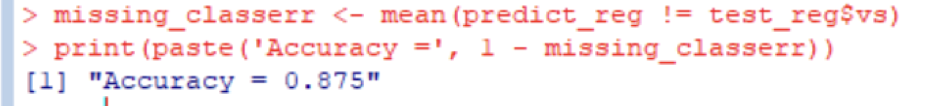 > missing_classerr <- mean(predict_reg != test_reg$vs)
> print(paste('Accuracy =', 1 - missing_classerr))
[1] "Accuracy = 0.875"